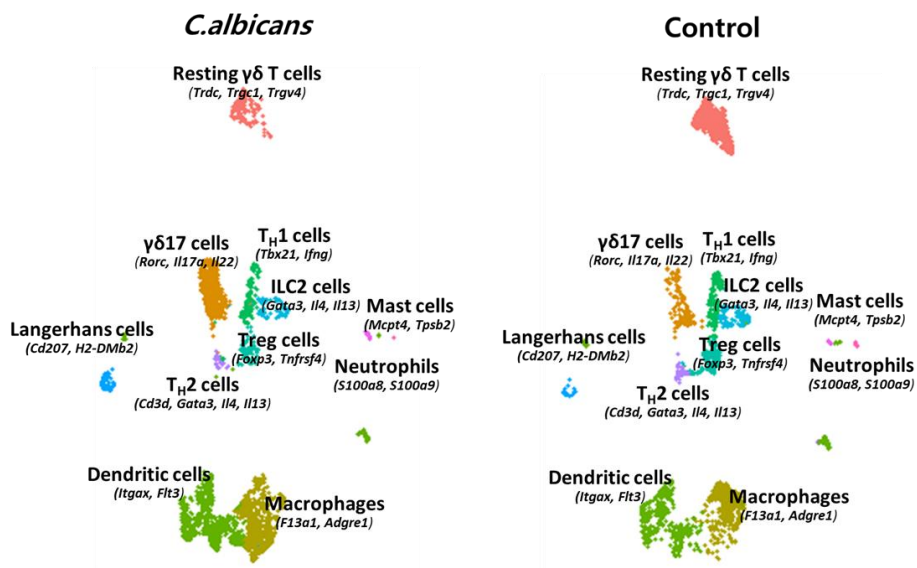 C.albicans
Resting γδ T cells
(Trdc, Trgc1, Trgv4)
γδ17 cells
(Rorc, Il17a, Il22)
TH1 cells
(Tbx21, Ifng)
ILC2 cells
(Gata3, Il4, Il13)
Mast cells
(Mcpt4, Tpsb2)
Langerhans cells
(Cd207, H2-DMb2)
Treg cells
(Foxp3, Tnfrsf4)
Neutrophils
(S100a8, S100a9)
TH2 cells
(Cd3d, Gata3, Il4, Il13)
Dendritic cells
(Itgax, Flt3)
Macrophages
(F13a1, Adgre1)
Control
Resting γδ T cells
(Trdc, Trgc1, Trgv4)
γδ17 cells
(Rorc, Il17a, Il22)
TH1 cells
(Tbx21, Ifng)
ILC2 cells
(Gata3, Il4, Il13)
Mast cells
(Mcpt4, Tpsb2)
Langerhans cells
(Cd207, H2-DMb2)
Treg cells
(Foxp3, Tnfrsf4)
Neutrophils
(S100a8, S100a9)
TH2 cells
(Cd3d, Gata3, Il4, Il13)
Dendritic cells
(Itgax, Flt3)
Macrophages
(F13a1, Adgre1)